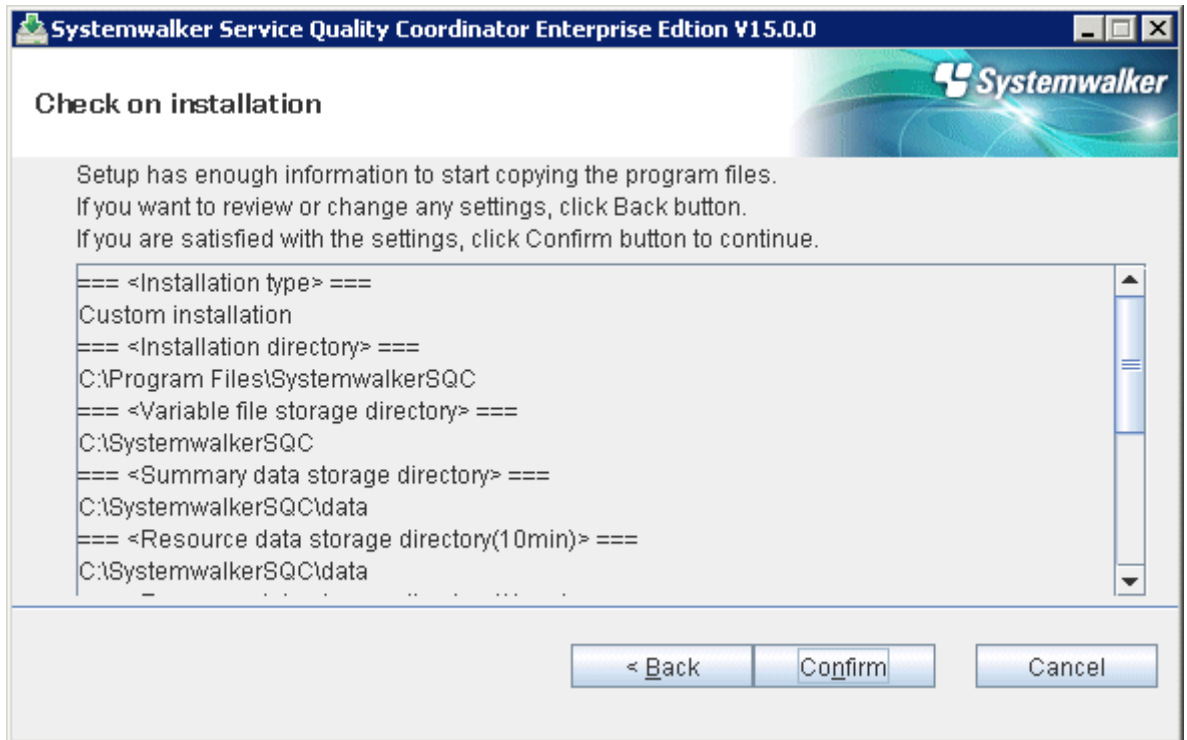 Systemwalker Service Quality Coordinator Enterprise Edtion V15.0.0
Systemwalker
Check on installation
Setup has enough information to start copying the program files.
If you want to review or change any settings, click Back button.
If you are satisfied with the settings, click Confirm button to continue.
=== <Installation type> ===
Custom installation
=== <Installation directory> ===
C:\Program Files\SystemwalkerSQC
=== <Variable file storage directory> ===
C:\SystemwalkerSQC
=== <Summary data storage directory> ===
C:\SystemwalkerSQC\data
=== <Resource data storage directory(10min)> ===
C:\SystemwalkerSQC\data
< Back
Confirm
Cancel